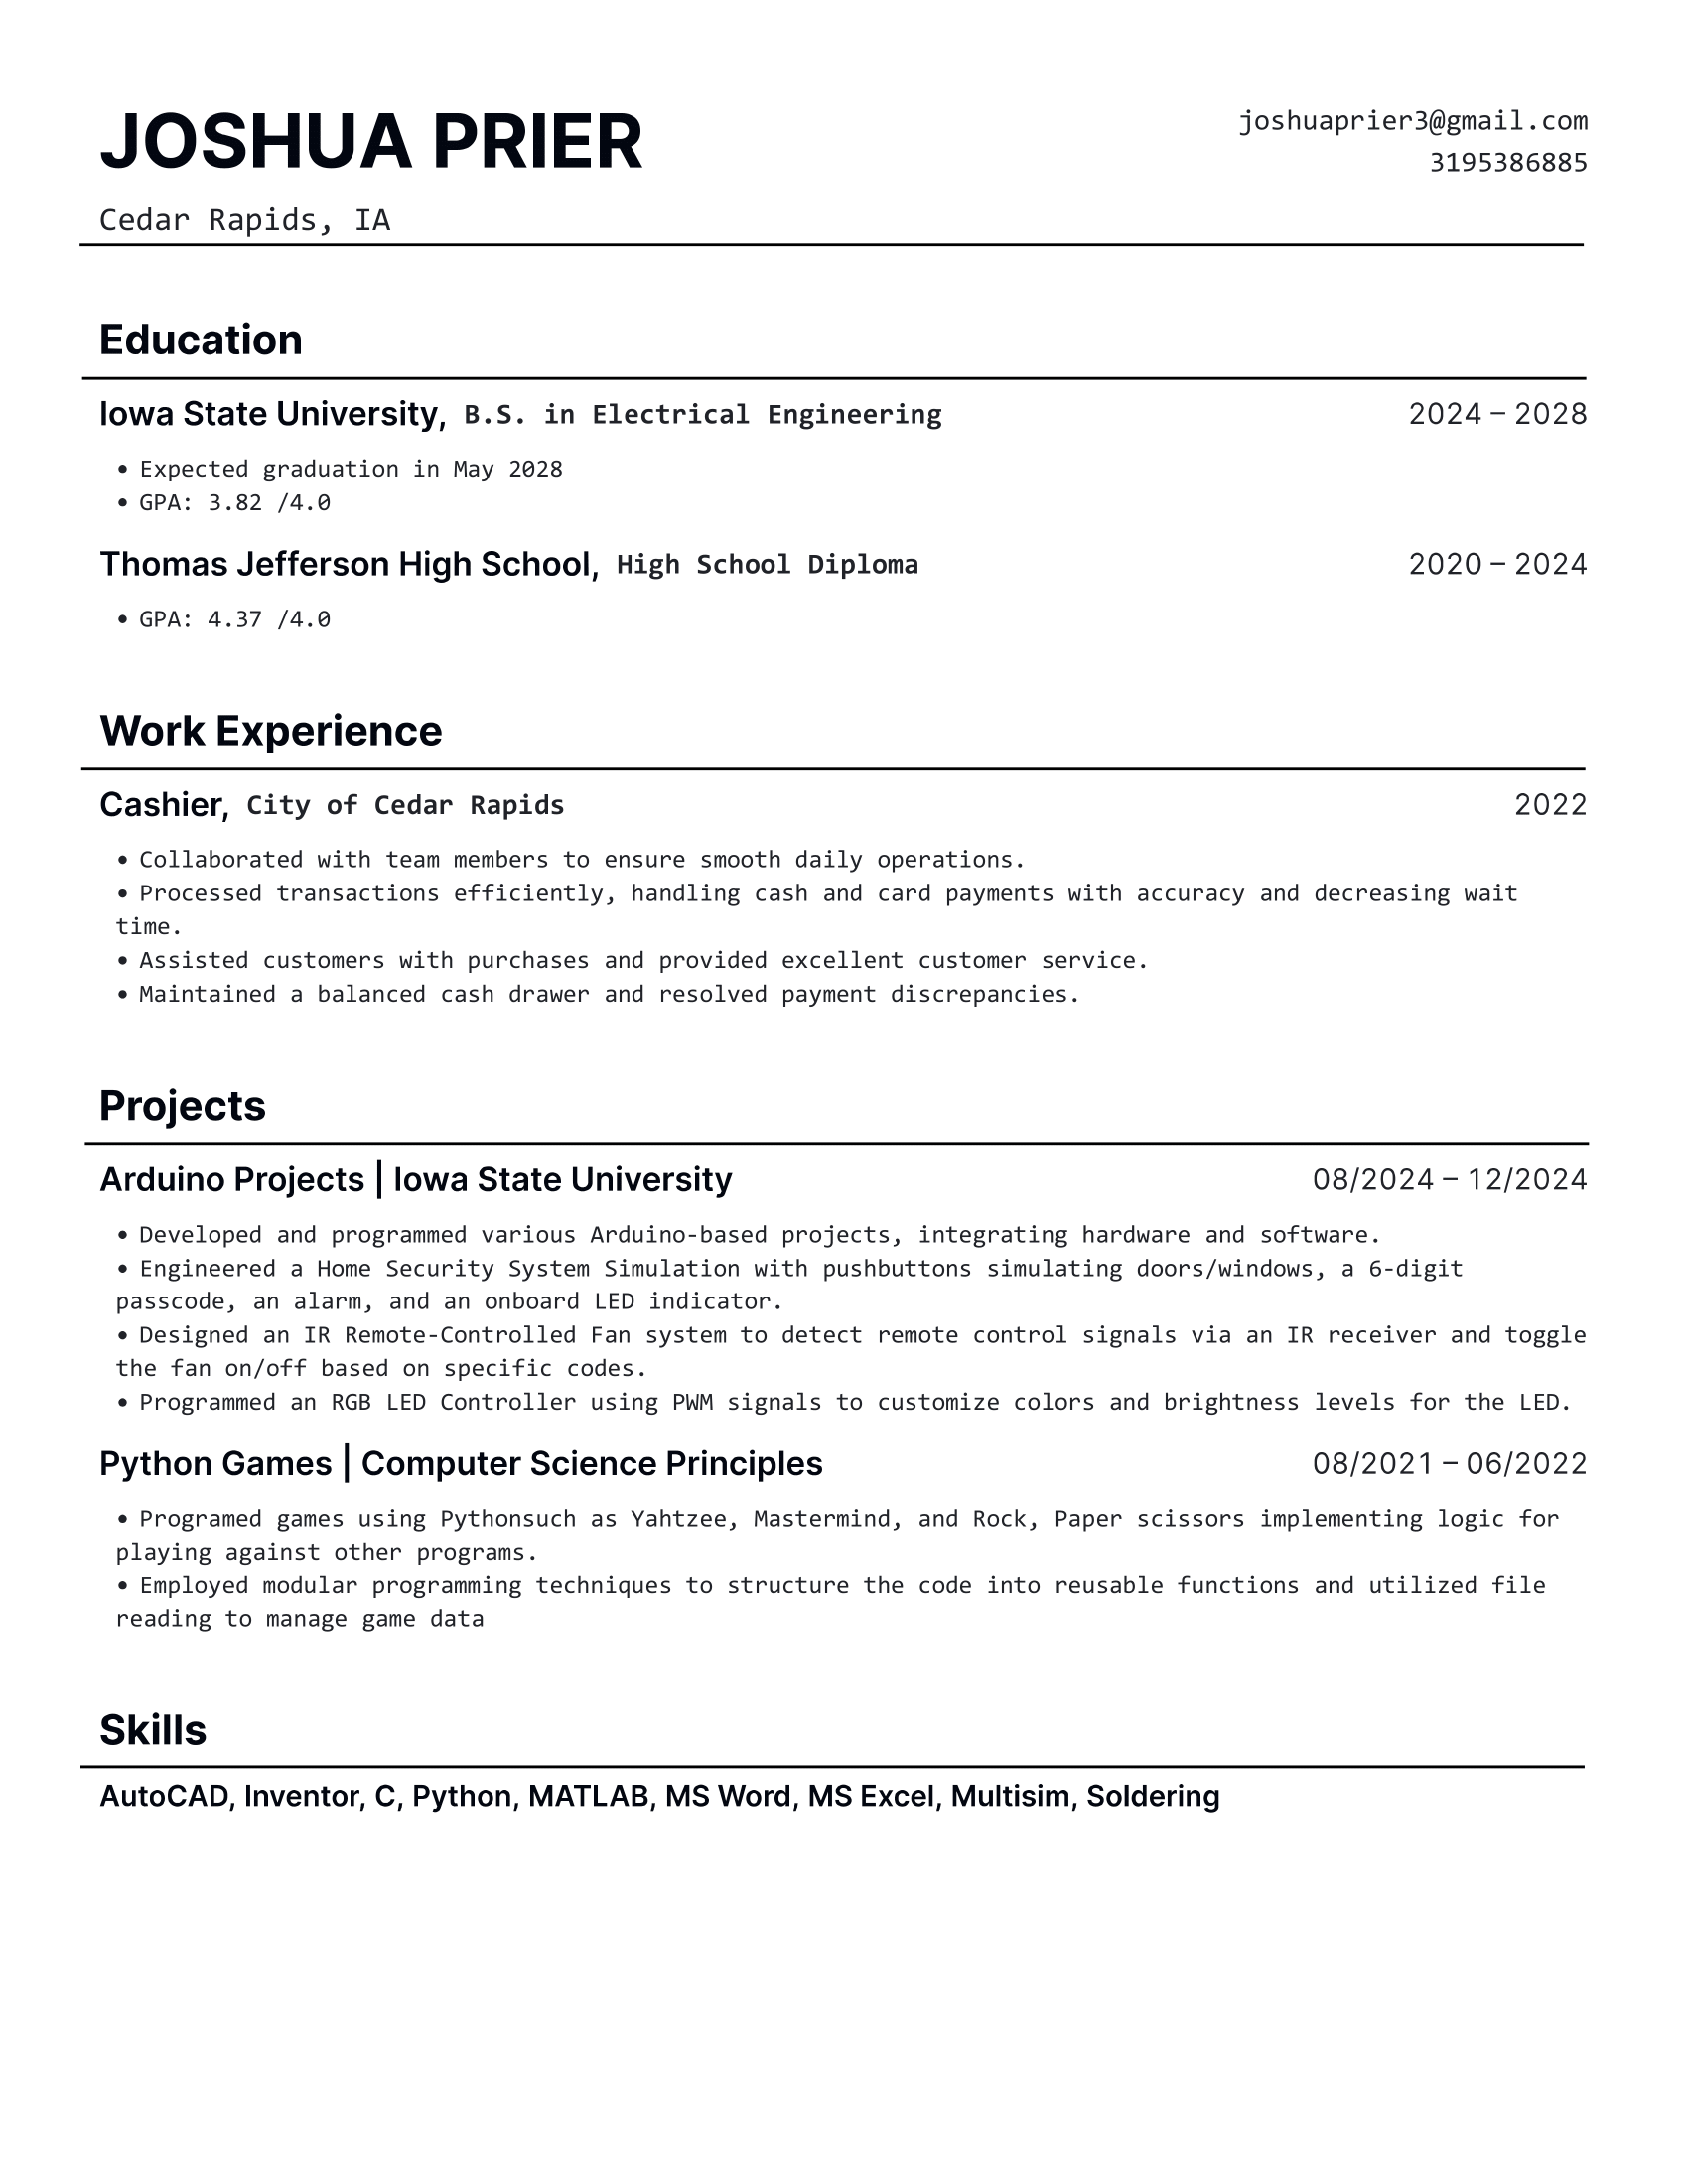 JOSHUA PRIER
joshuaprier3@gmail.com
3195386885
Cedar Rapids, IA
Education
Iowa State University, B.S. in Electrical Engineering 2024 – 2028
• Expected graduation in May 2028
• GPA: 3.82 /4.0
Thomas Jefferson High School, High School Diploma 2020 – 2024
• GPA: 4.37 /4.0
Work Experience
Cashier, City of Cedar Rapids 2022
• Collaborated with team members to ensure smooth daily operations.
• Processed transactions efficiently, handling cash and card payments with accuracy and decreasing wait
time.
• Assisted customers with purchases and provided excellent customer service.
• Maintained a balanced cash drawer and resolved payment discrepancies.
Projects
Arduino Projects | Iowa State University 08/2024 – 12/2024
• Developed and programmed various Arduino-based projects, integrating hardware and software.
• Engineered a Home Security System Simulation with pushbuttons simulating doors/windows, a 6-digit
passcode, an alarm, and an onboard LED indicator.
• Designed an IR Remote-Controlled Fan system to detect remote control signals via an IR receiver and toggle
the fan on/off based on specific codes.
• Programmed an RGB LED Controller using PWM signals to customize colors and brightness levels for the LED.
Python Games | Computer Science Principles 08/2021 – 06/2022
• Programed games using Pythonsuch as Yahtzee, Mastermind, and Rock, Paper scissors implementing logic for
playing against other programs.
• Employed modular programming techniques to structure the code into reusable functions and utilized file
reading to manage game data
Skills
AutoCAD, Inventor, C, Python, MATLAB, MS Word, MS Excel, Multisim, Soldering